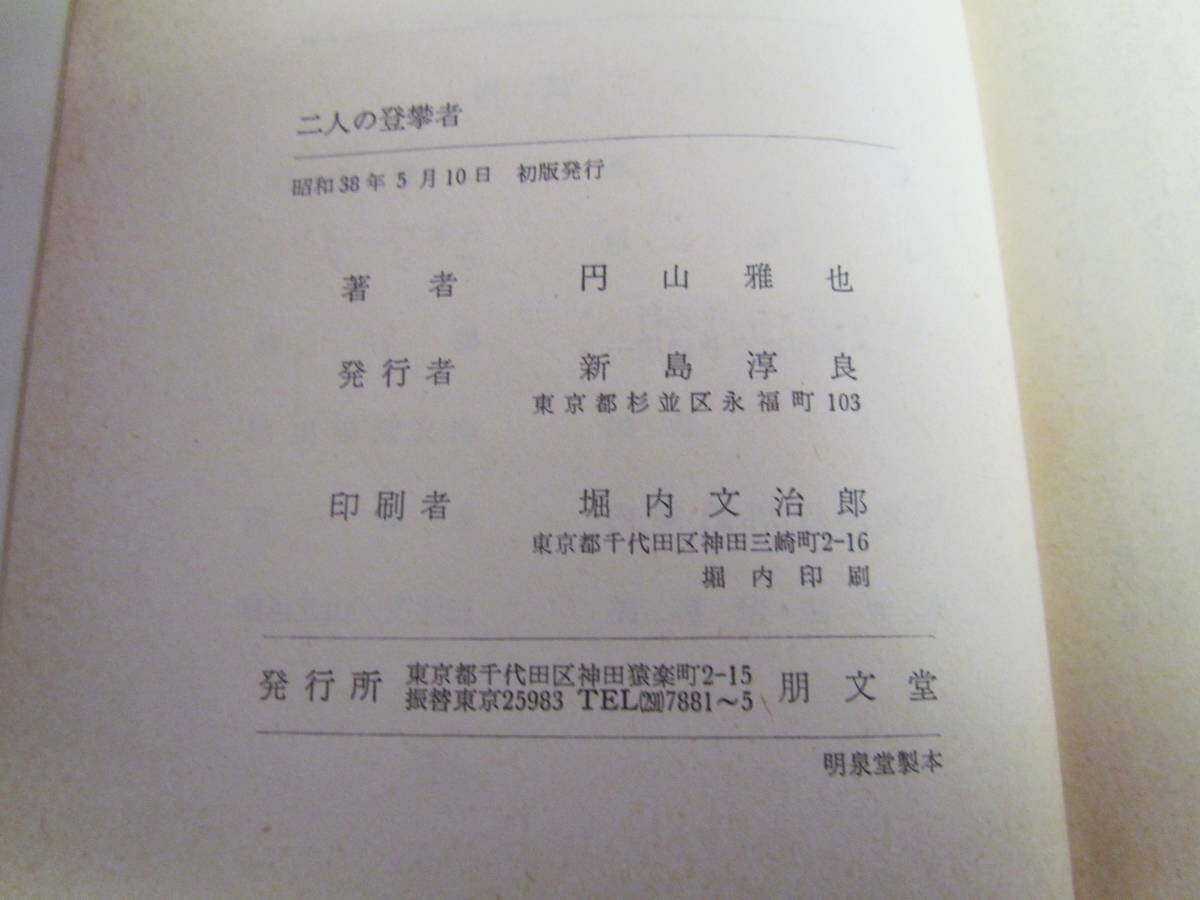 二人の登攀者
昭和38年5月10日 初版発行
著者 円山雅也
発行者 新島淳良
東京都杉並区永福町103
印刷者 堀内文治郎
東京都千代田区神田三崎町2-16
堀内印刷
発行所 東京都千代田区神田猿楽町2-15 朋文堂
振替東京25983 TEL(291)7881〜5
明泉堂製本